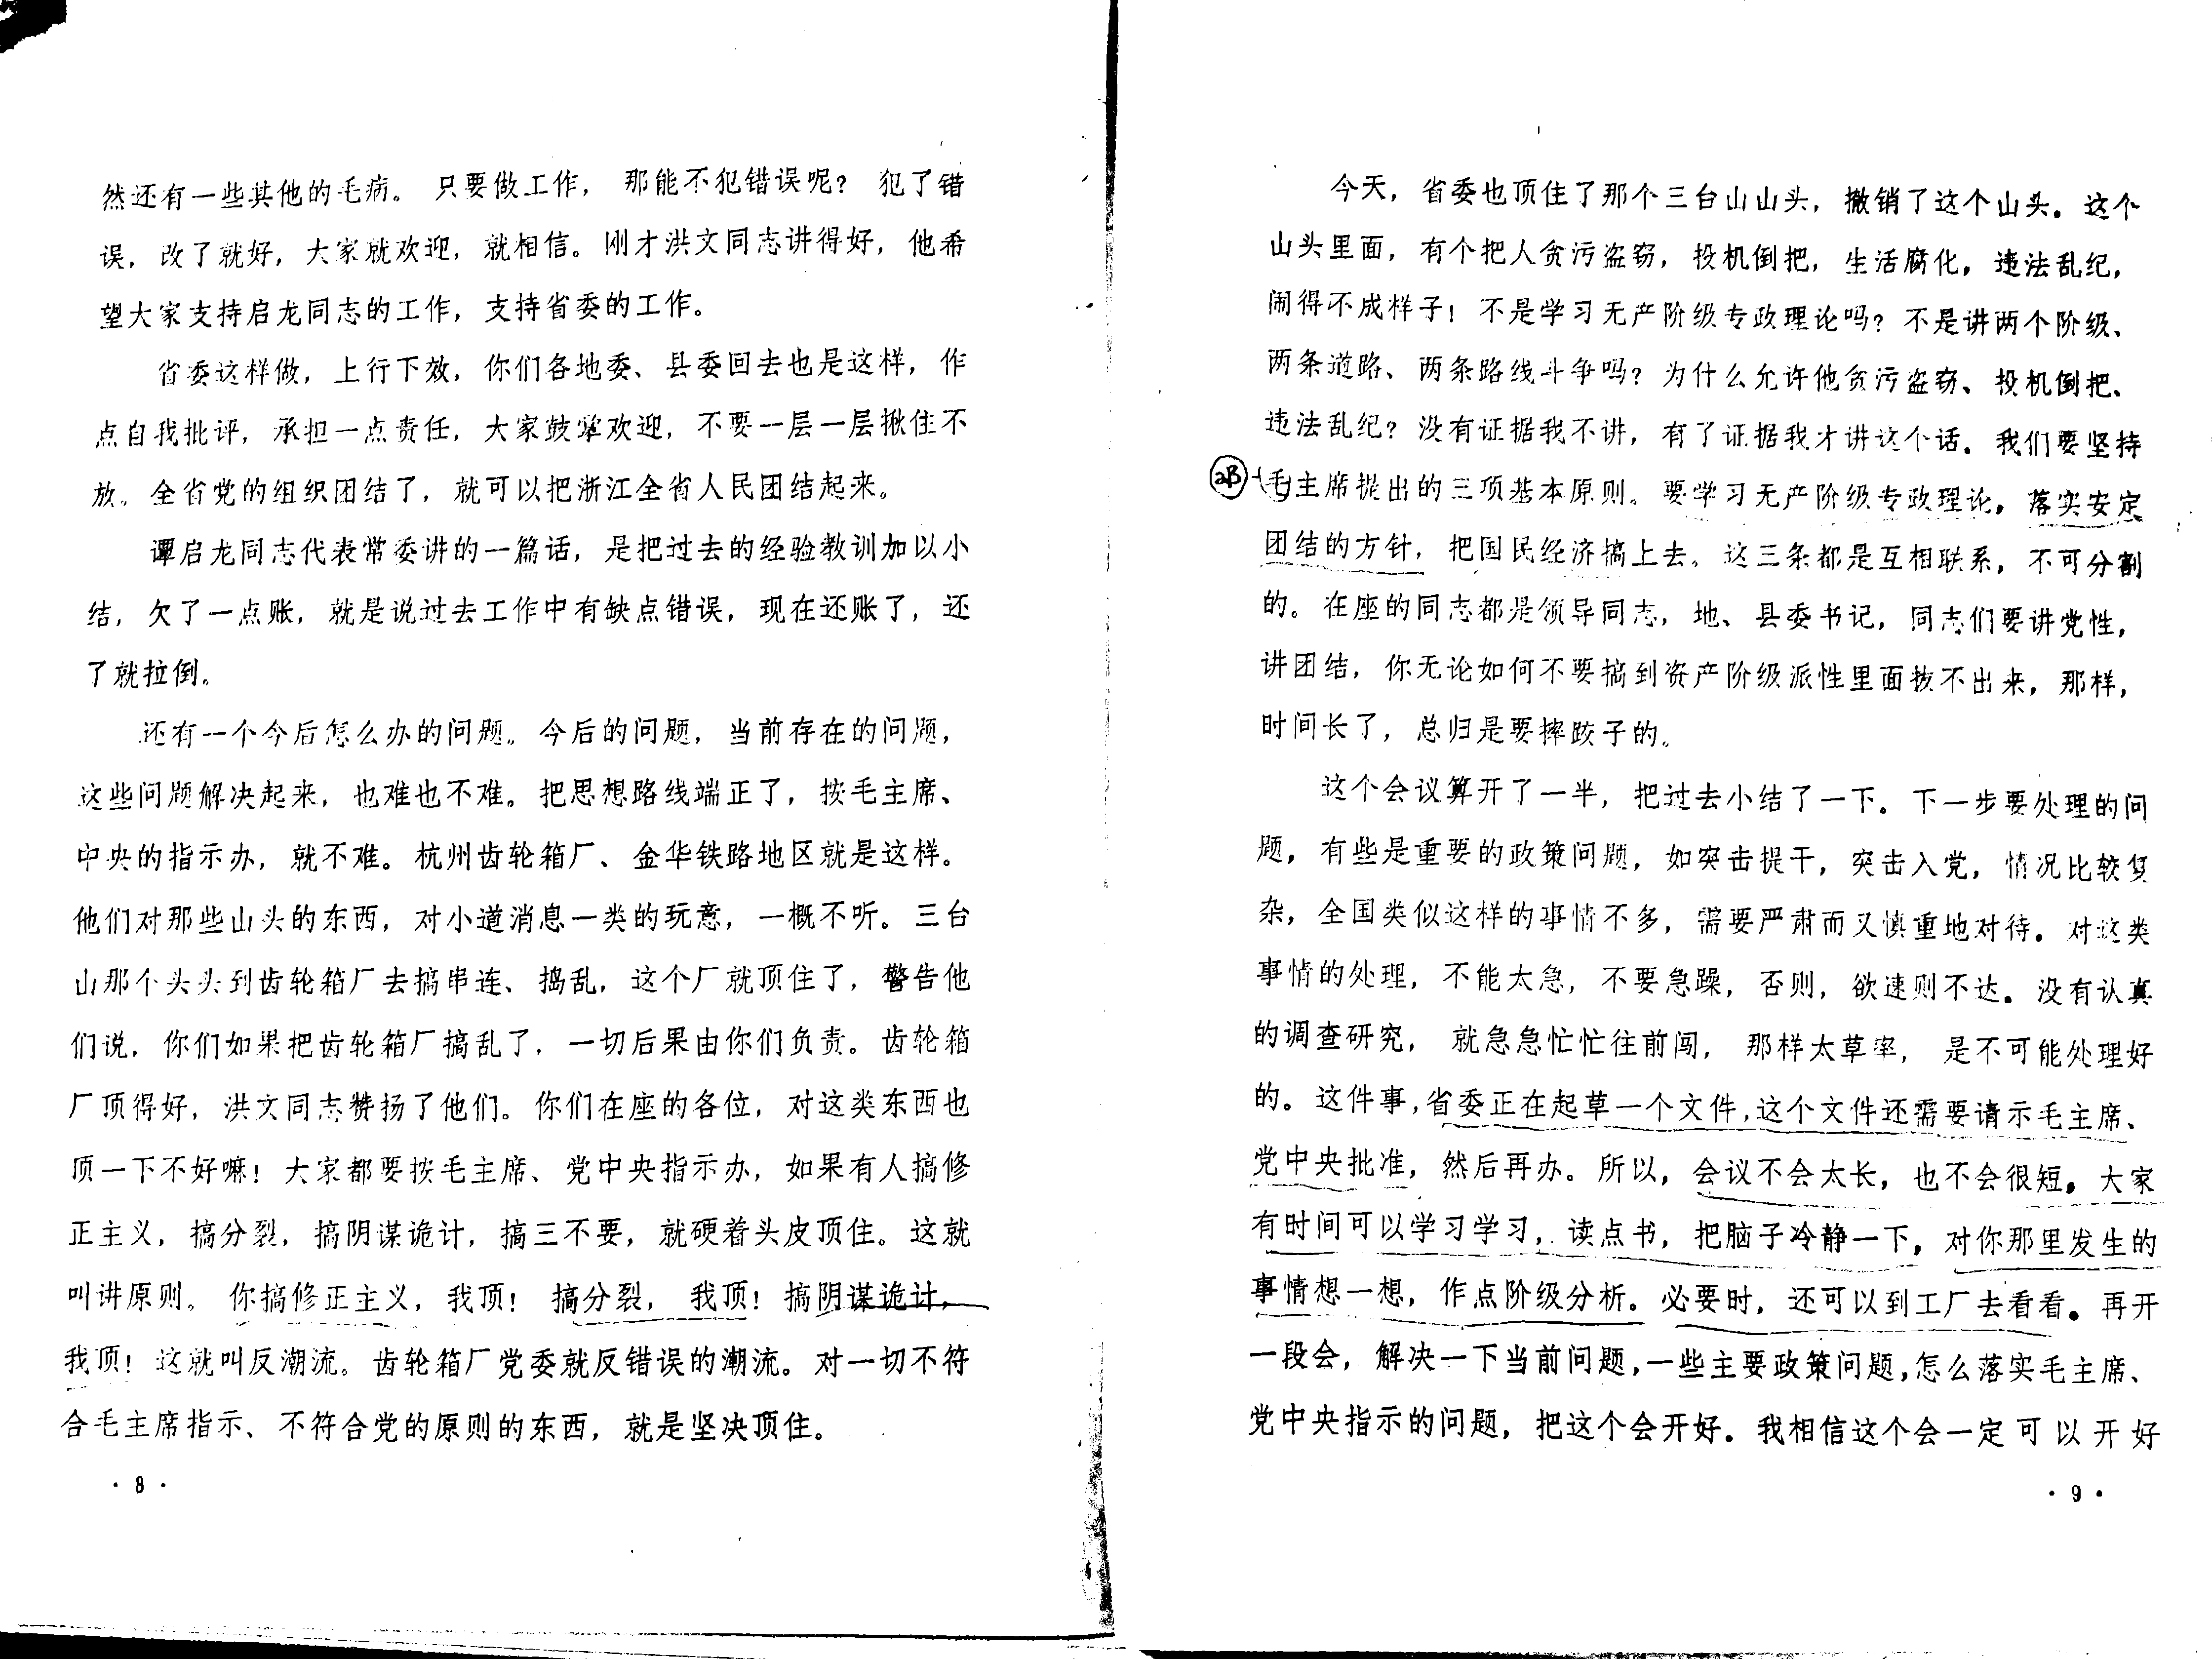 然还有一些其他的毛病。只要做工作，那能不犯错误呢？犯了错
误，改了就好，大家就欢迎，就相信。刚才洪文同志讲得好，他希
望大家支持启龙同志的工作，支持省委的工作。
省委这样做，上行下效，你们各地委、县委回去也是这样，作
点自我批评，承担一点责任，大家鼓掌欢迎，不要一层一层揪住不
放。全省党的组织团结了，就可以把浙江全省人民团结起来。
谭启龙同志代表常委讲的一篇话，是把过去的经验教训加以小
结，欠了一点账，就是说过去工作中有缺点错误，现在还账了，还
了就拉倒。
还有一个今后怎么办的问题。今后的问题，当前存在的问题，
这些问题解决起来，也难也不难。把思想路线端正了，按毛主席、
中央的指示办，就不难。杭州齿轮箱厂、金华铁路地区就是这样。
他们对那些山头的东西，对小道消息一类的玩意，一概不听。三台
山那个头头到齿轮箱厂去搞串连、捣乱，这个厂就顶住了，警告他
们说，你们如果把齿轮箱厂搞乱了，一切后果由你们负责。齿轮箱
厂顶得好，洪文同志赞扬了他们。你们在座的各位，对这类东西也
顶一下不好嘛！大家都要按毛主席、党中央指示办，如果有人搞修
正主义，搞分裂，搞阴谋诡计，搞三不要，就硬着头皮顶住。这就
叫讲原则。你搞修正主义，我顶！搞分裂，我顶！搞阴谋诡计，
我顶！这就叫反潮流。齿轮箱厂党委就反错误的潮流。对一切不符
合毛主席指示、不符合党的原则的东西，就是坚决顶住。
· 8 ·
今天，省委也顶住了那个三台山山头，撤销了这个山头。这个
山头里面，有个把人贪污盗窃，投机倒把，生活腐化，违法乱纪，
闹得不成样子！不是学习无产阶级专政理论吗？不是讲两个阶级、
两条道路、两条路线斗争吗？为什么允许他贪污盗窃、投机倒把、
违法乱纪？没有证据我不讲，有了证据我才讲这个话。我们要坚持
毛主席提出的三项基本原则。要学习无产阶级专政理论，落实安定
团结的方针，把国民经济搞上去。这三条都是互相联系，不可分割
的。在座的同志都是领导同志，地、县委书记，同志们要讲党性，
讲团结，你无论如何不要搞到资产阶级派性里面拔不出来，那样，
时间长了，总归是要摔跤子的。
这个会议算开了一半，把过去小结了一下。下一步要处理的问
题，有些是重要的政策问题，如突击提干，突击入党，情况比较复
杂，全国类似这样的事情不多，需要严肃而又慎重地对待。对这类
事情的处理，不能太急，不要急躁，否则，欲速则不达。没有认真
的调查研究，就急急忙忙往前闯，那样太草率，是不可能处理好
的。这件事，省委正在起草一个文件，这个文件还需要请示毛主席、
党中央批准，然后再办。所以，会议不会太长，也不会很短。大家
有时间可以学习学习，读点书，把脑子冷静一下，对你那里发生的
事情想一想，作点阶级分析。必要时，还可以到工厂去看看。再开
一段会，解决一下当前问题，一些主要政策问题，怎么落实毛主席、
党中央指示的问题，把这个会开好。我相信这个会一定可以开好
· 9 ·